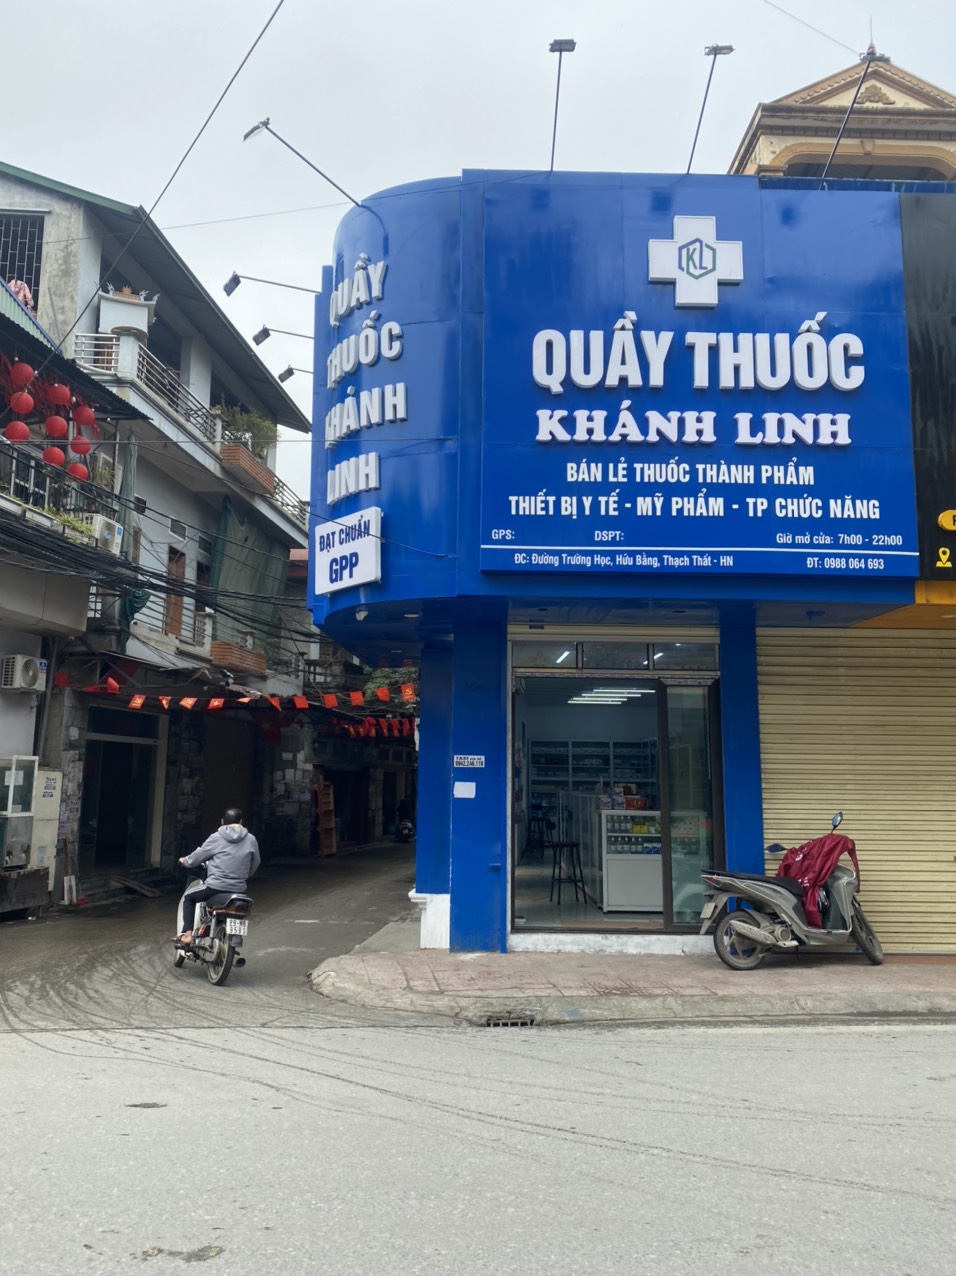 KL
QUẦY THUỐC
KHÁNH LINH
BÁN LẺ THUỐC THÀNH PHẨM
THIẾT BỊ Y TẾ - MỸ PHẨM - TP CHỨC NĂNG
GPS: DSPT: Giờ mở cửa: 7h00 - 22h00
ĐC: Đường Trường Học, Hữu Bằng, Thạch Thất - HN ĐT: 0988 064 693
QUẦY
THUỐC
KHÁNH
LINH
ĐẠT CHUẨN
GPP